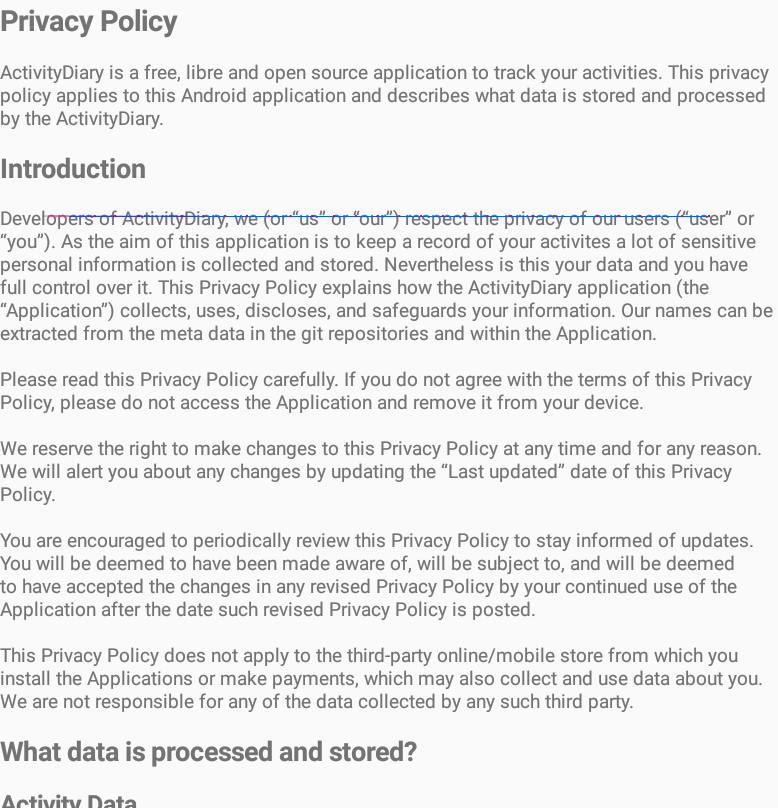 Privacy Policy
ActivityDiary is a free, libre and open source application to track your activities. This privacy
policy applies to this Android application and describes what data is stored and processed
by the ActivityDiary.
Introduction
Developers of ActivityDiary, we (or “us” or “our”) respect the privacy of our users (“user” or
“you”). As the aim of this application is to keep a record of your activites a lot of sensitive
personal information is collected and stored. Nevertheless is this your data and you have
full control over it. This Privacy Policy explains how the ActivityDiary application (the
“Application”) collects, uses, discloses, and safeguards your information. Our names can be
extracted from the meta data in the git repositories and within the Application.
Please read this Privacy Policy carefully. If you do not agree with the terms of this Privacy
Policy, please do not access the Application and remove it from your device.
We reserve the right to make changes to this Privacy Policy at any time and for any reason.
We will alert you about any changes by updating the “Last updated” date of this Privacy
Policy.
You are encouraged to periodically review this Privacy Policy to stay informed of updates.
You will be deemed to have been made aware of, will be subject to, and will be deemed
to have accepted the changes in any revised Privacy Policy by your continued use of the
Application after the date such revised Privacy Policy is posted.
This Privacy Policy does not apply to the third-party online/mobile store from which you
install the Applications or make payments, which may also collect and use data about you.
We are not responsible for any of the data collected by any such third party.
What data is processed and stored?
Activity Data